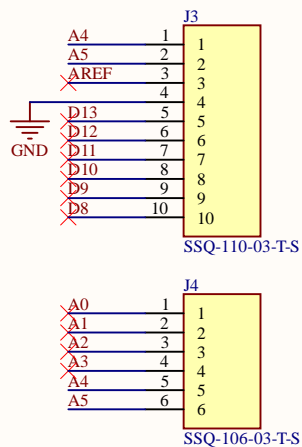 J3
A4 1 1
A5 2 2
AREF 3 3
4 4
D13 5 5
D12 6 6
D11 7 7
D10 8 8
D9 9 9
D8 10 10
GND
SSQ-110-03-T-S
J4
A0 1 1
A1 2 2
A2 3 3
A3 4 4
A4 5 5
A5 6 6
SSQ-106-03-T-S